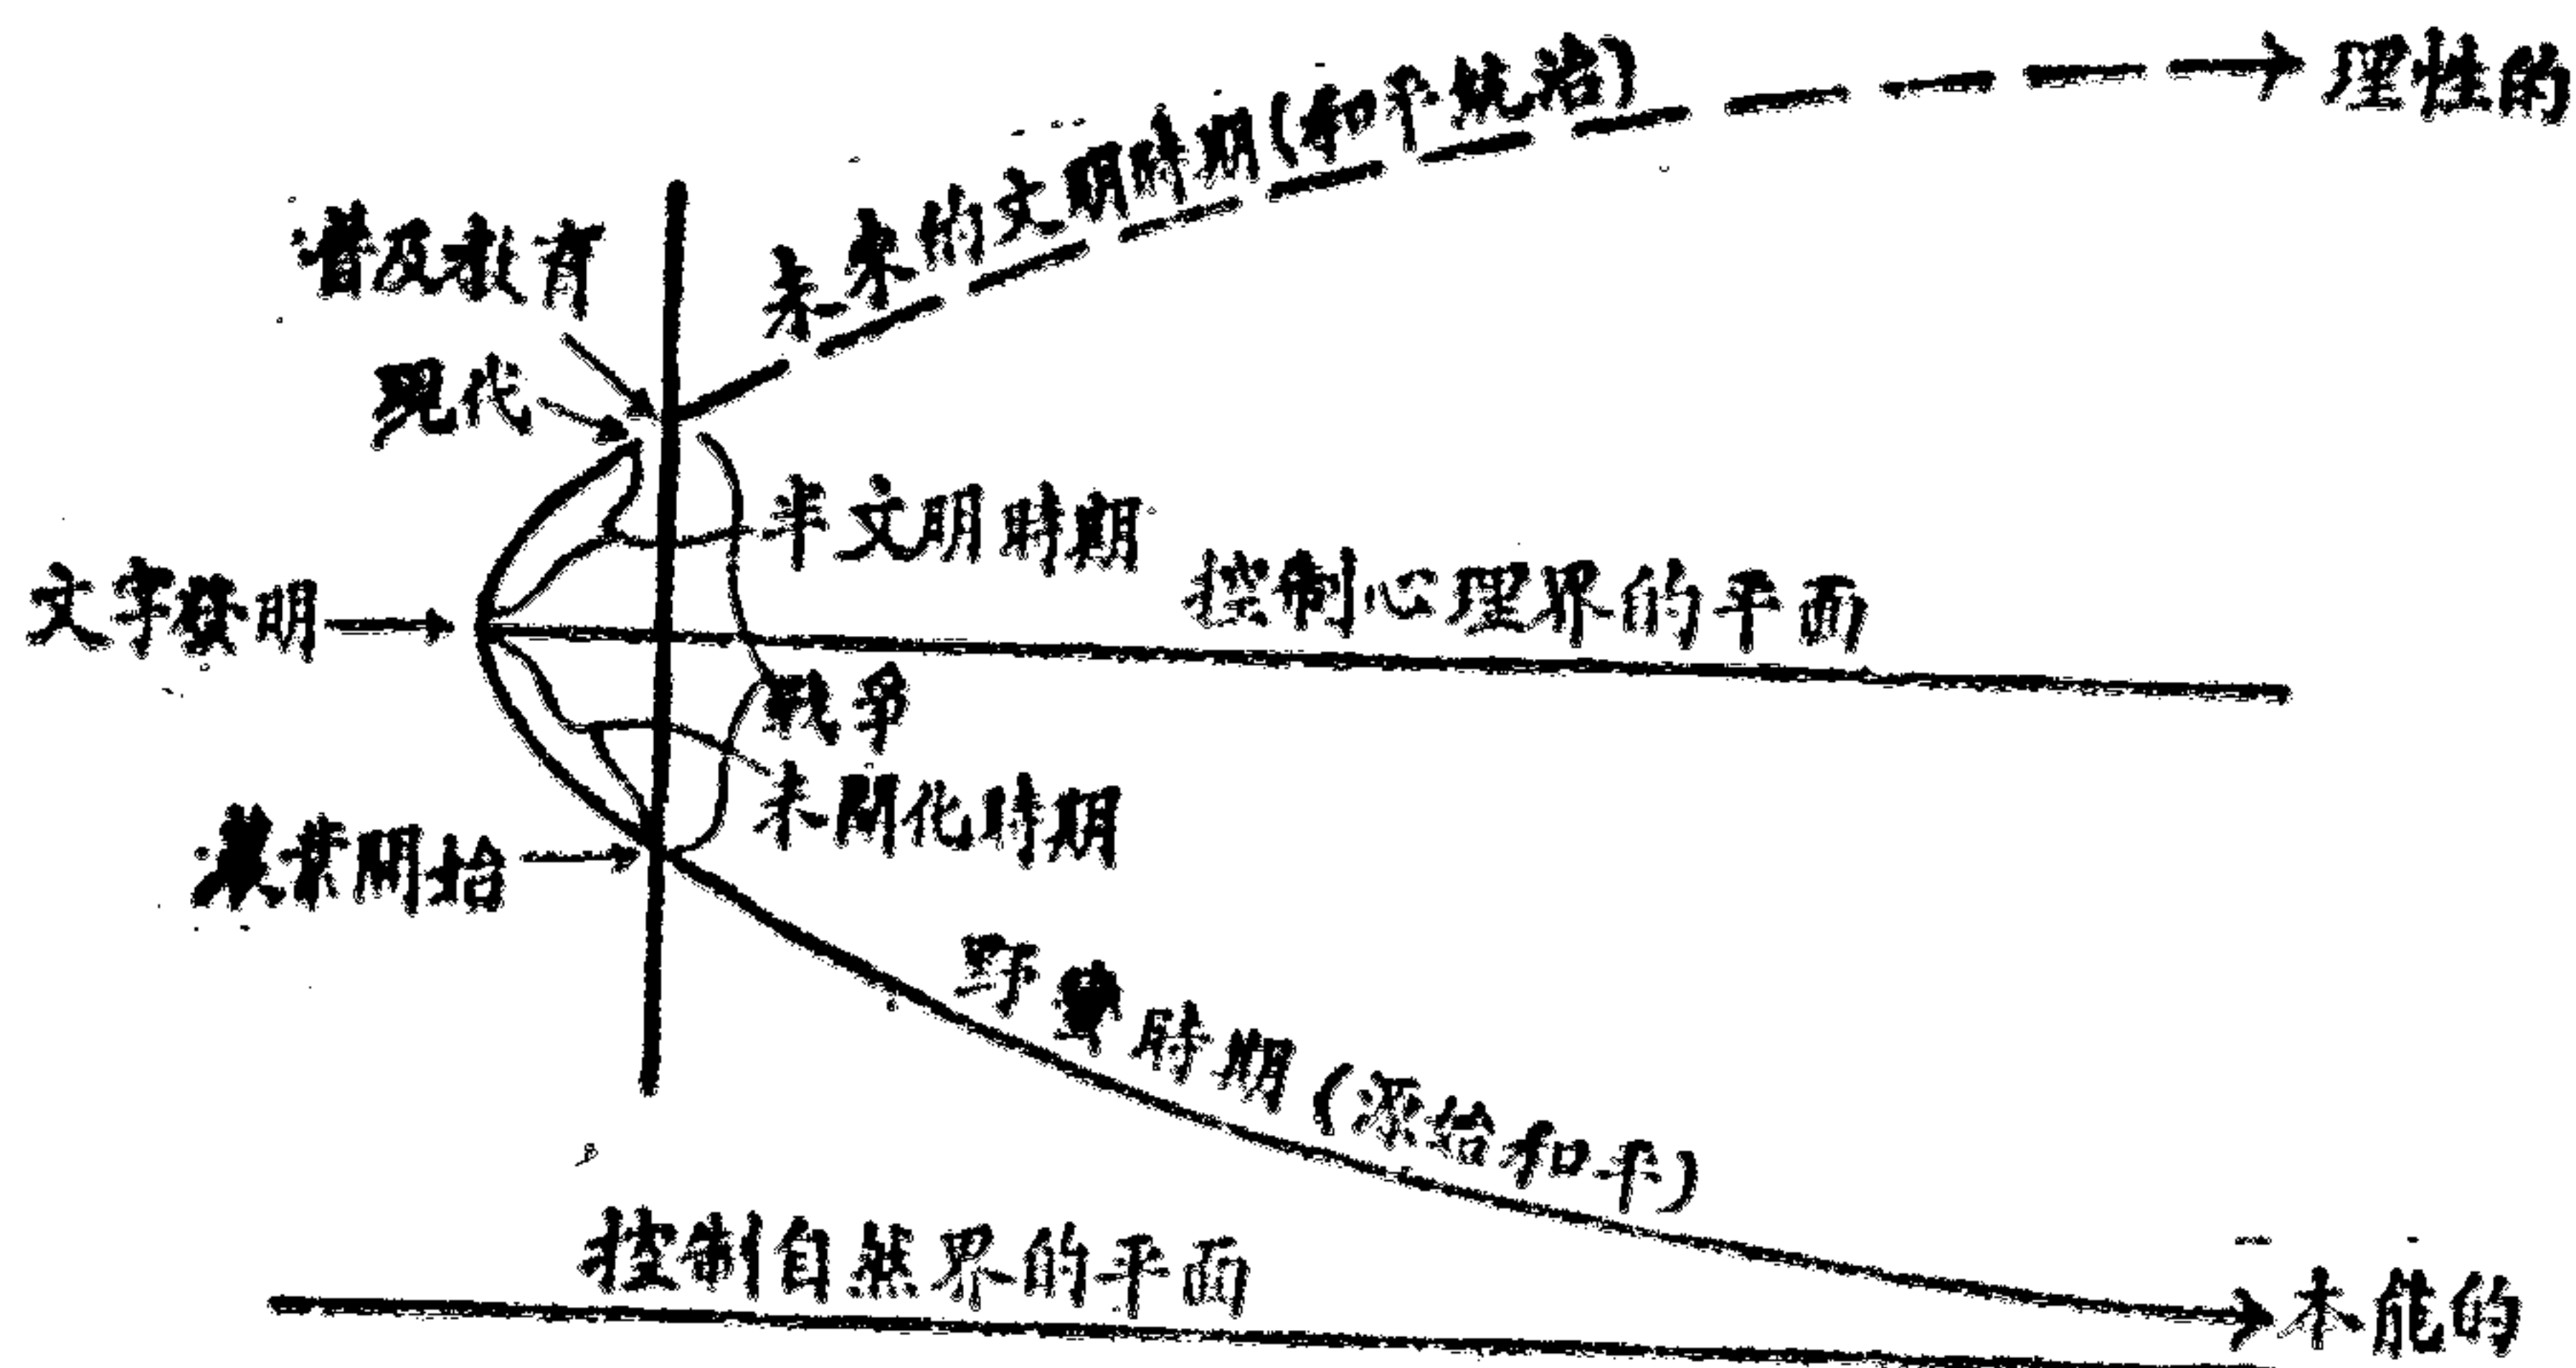 理性的
未來的文明時期(和平統治)
普及教育
現代
半文明時期
控制心理界的平面
文字發明
戰爭
未開化時期
農業開始
野蠻時期(源始和平)
控制自然界的平面
本能的